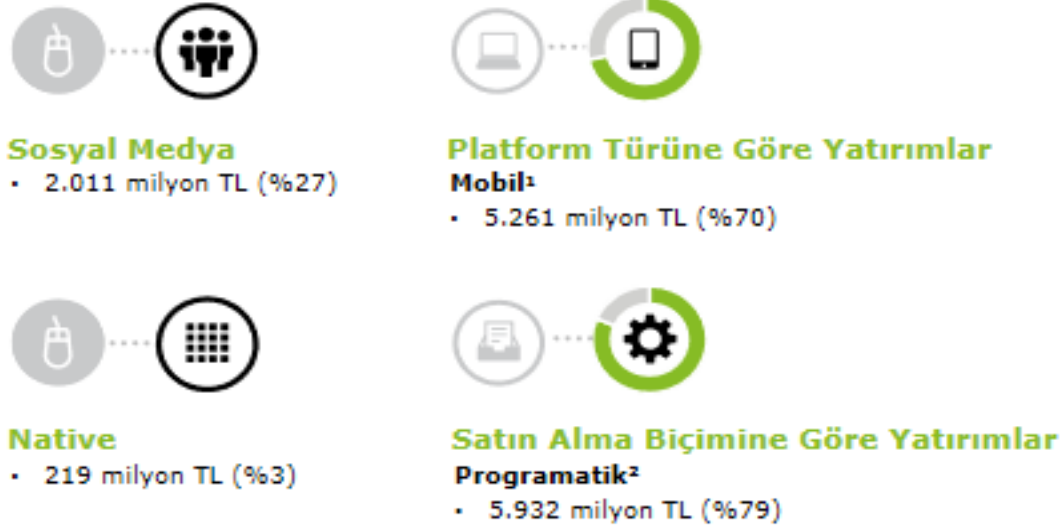 Sosyal Medya
• 2.011 milyon TL (%27)
Platform Türüne Göre Yatırımlar
Mobil¹
• 5.261 milyon TL (%70)
Native
• 219 milyon TL (%3)
Satın Alma Biçimine Göre Yatırımlar
Programatik²
• 5.932 milyon TL (%79)